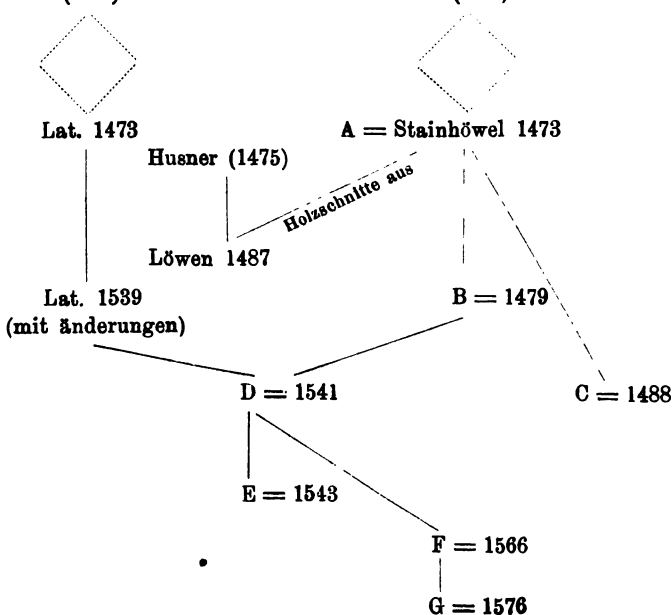 Lat. 1473
A = Stainhöwel 1473
Husner (1475)
Holzschnitte aus
Löwen 1487
Lat. 1539
(mit änderungen)
B = 1479
D = 1541
C = 1488
E = 1543
F = 1566
G = 1576